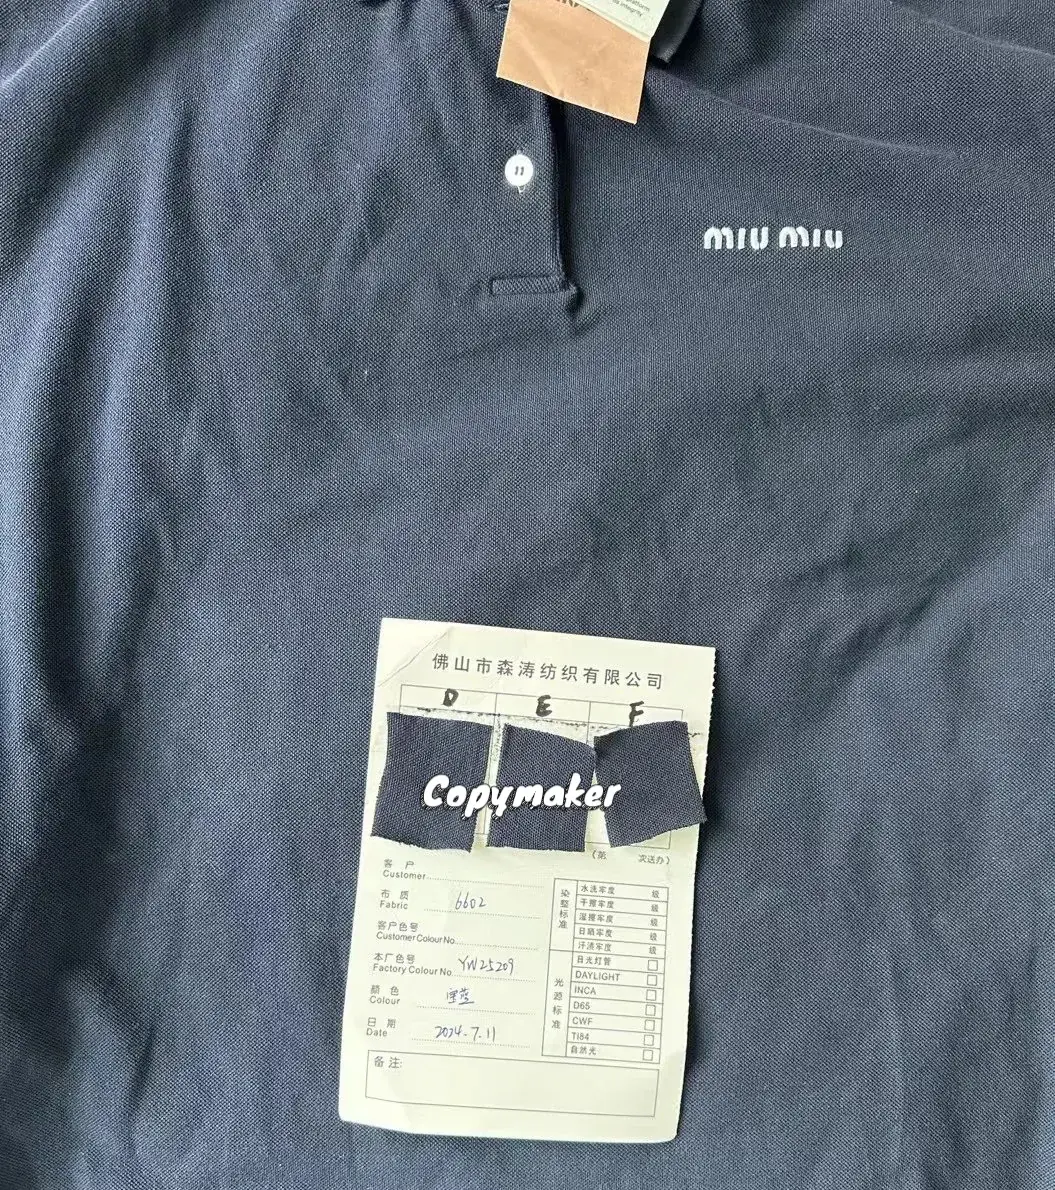 integrity"
MIU MIU
佛山市森涛纺织有限公司
D E F
Copymaker
(第 次送办)
客 户
Customer
布 质
Fabric 6602
客户色号
Customer Colour No.
本厂色号
Factory Colour No YW25209
颜 色
Colour
日 期
Date 2024.7.11
备 注:
染整标准
水洗牢度 级
干擦牢度 级
湿擦牢度 级
日晒牢度 级
汗渍牢度 级
光源标准
日光灯管
DAYLIGHT
INCA
D65
CWF
Ti84
自然光